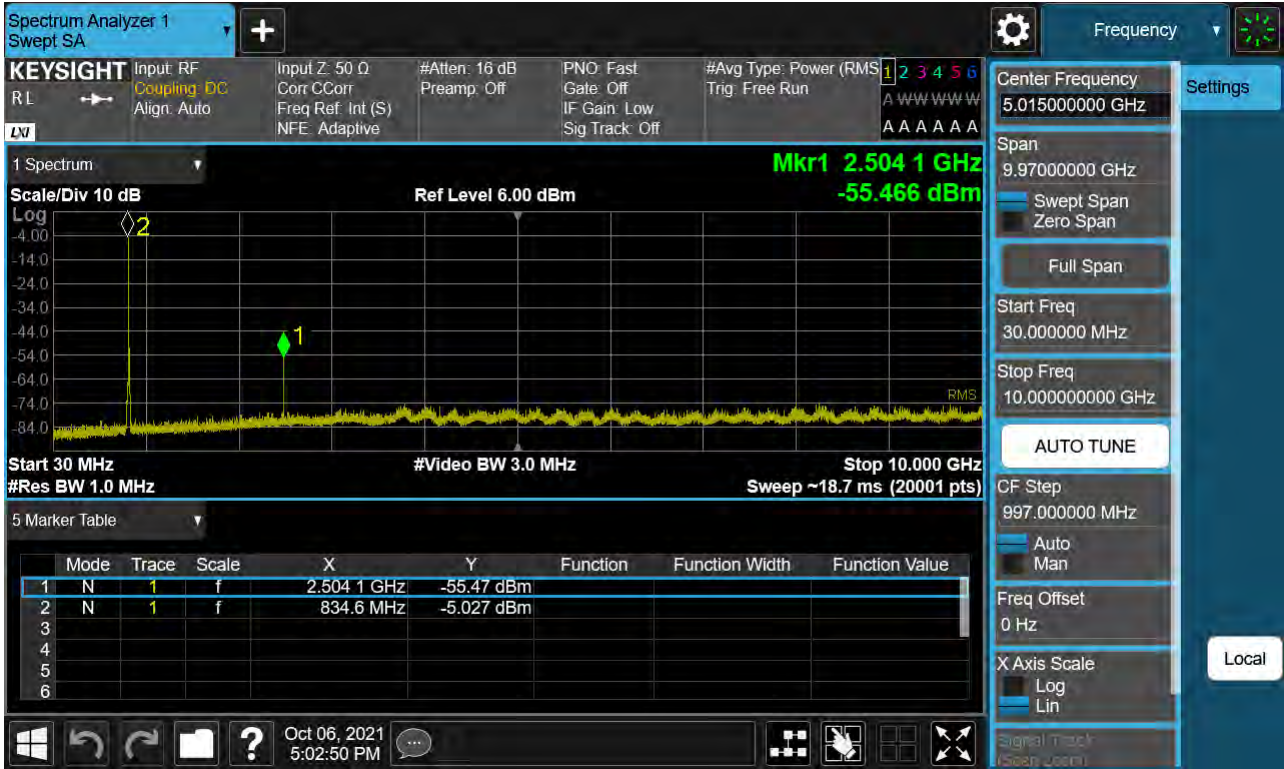 Spectrum Analyzer 1
Swept SA
+
Frequency
KEYSIGHT
RL
LXI
Input: RF
Coupling: DC
Align: Auto
Input Z: 50 Ω
Corr CCorr
Freq Ref: Int (S)
NFE: Adaptive
#Atten: 16 dB
Preamp: Off
PNO: Fast
Gate: Off
IF Gain: Low
Sig Track: Off
#Avg Type: Power (RMS
Trig: Free Run
1 2 3 4 5 6
A W W W W W
A A A A A A
Center Frequency
5.015000000 GHz
Settings
Span
9.97000000 GHz
Swept Span
Zero Span
Full Span
Start Freq
30.000000 MHz
Stop Freq
10.000000000 GHz
AUTO TUNE
CF Step
997.000000 MHz
Auto
Man
Freq Offset
0 Hz
X Axis Scale
Log
Lin
Signal Track
(Span Zoom)
Local
1 Spectrum
Mkr1 2.504 1 GHz
-55.466 dBm
Scale/Div 10 dB
Ref Level 6.00 dBm
Log
-4.00
-14.0
-24.0
-34.0
-44.0
-54.0
-64.0
-74.0
-84.0
2
1
RMS
Start 30 MHz
#Video BW 3.0 MHz
Stop 10.000 GHz
#Res BW 1.0 MHz
Sweep ~18.7 ms (20001 pts)
5 Marker Table
Mode Trace Scale X Y Function Function Width Function Value
1 N 1 f 2.504 1 GHz -55.47 dBm
2 N 1 f 834.6 MHz -5.027 dBm
3
4
5
6
?
Oct 06, 2021
5:02:50 PM